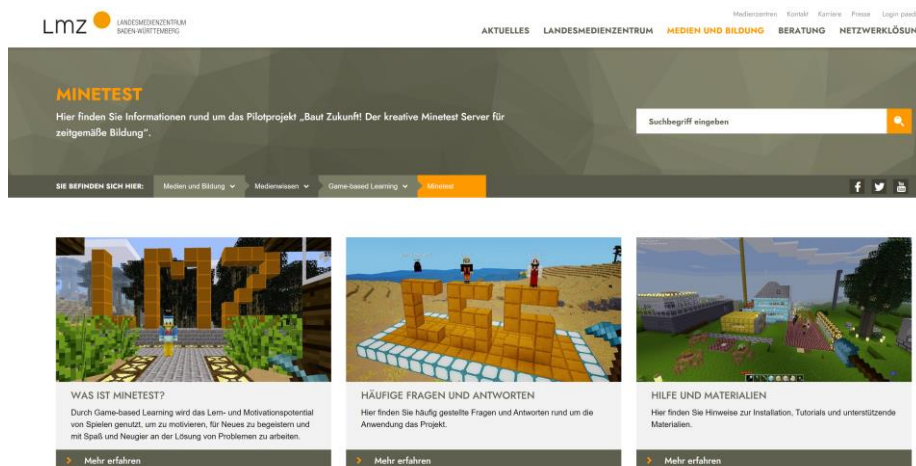 Medienzentren Kontakt Karriere Presse Login paed
LMZ LANDESMEDIENZENTRUM
BADEN-WÜRTTEMBERG
AKTUELLES LANDESMEDIENZENTRUM MEDIEN UND BILDUNG BERATUNG NETZWERKLÖSUN
MINETEST
Hier finden Sie Informationen rund um das Pilotprojekt „Baut Zukunft! Der kreative Minetest Server für
zeitgemäße Bildung“.
Suchbegriff eingeben
SIE BEFINDEN SICH HIER: Medien und Bildung Medienwissen Game-based Learning Minetest
LMZ
WAS IST MINETEST?
Durch Game-based Learning wird das Lern- und Motivationspotential
von Spielen genutzt, um zu motivieren, für Neues zu begeistern und
mit Spaß und Neugier an der Lösung von Problemen zu arbeiten.
Mehr erfahren
HÄUFIGE FRAGEN UND ANTWORTEN
Hier finden Sie häufig gestellte Fragen und Antworten rund um die
Anwendung das Projekt.
Mehr erfahren
HILFE UND MATERIALIEN
Hier finden Sie Hinweise zur Installation, Tutorials und unterstützende
Materialien.
Mehr erfahren